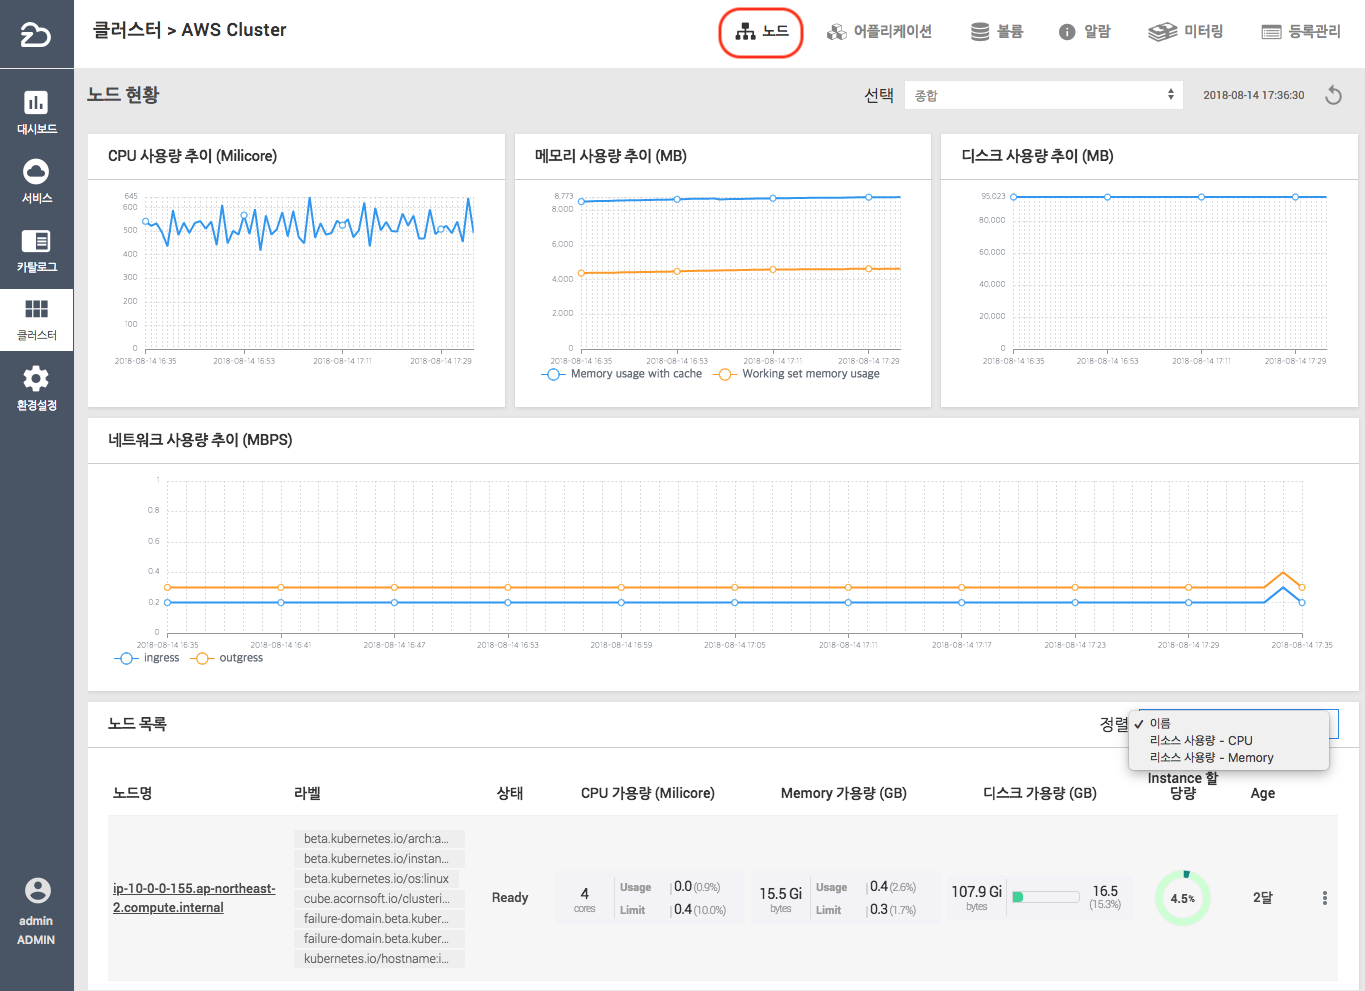 클러스터 > AWS Cluster
노드
어플리케이션
볼륨
알람
미터링
등록관리
대시보드
서비스
카탈로그
클러스터
환경설정
admin
ADMIN
노드 현황
선택
종합
2018-08-14 17:36:30
CPU 사용량 추이 (Milicore)
645
600
500
400
300
200
100
0
2018-08-14 16:35
2018-08-14 16:53
2018-08-14 17:11
2018-08-14 17:29
메모리 사용량 추이 (MB)
8,773
8,000
6,000
4,000
2,000
0
2018-08-14 16:35
2018-08-14 16:53
2018-08-14 17:11
2018-08-14 17:29
Memory usage with cache
Working set memory usage
디스크 사용량 추이 (MB)
95,023
80,000
60,000
40,000
20,000
0
2018-08-14 16:35
2018-08-14 16:53
2018-08-14 17:11
2018-08-14 17:29
네트워크 사용량 추이 (MBPS)
1
0.8
0.6
0.4
0.2
0
2018-08-14 16:35
2018-08-14 16:41
2018-08-14 16:47
2018-08-14 16:53
2018-08-14 16:59
2018-08-14 17:05
2018-08-14 17:11
2018-08-14 17:17
2018-08-14 17:23
2018-08-14 17:29
2018-08-14 17:35
ingress
outgress
노드 목록
정렬
이름
리소스 사용량 - CPU
리소스 사용량 - Memory
노드명
라벨
상태
CPU 가용량 (Milicore)
Memory 가용량 (GB)
디스크 가용량 (GB)
Instance 할
당량
Age
ip-10-0-0-155.ap-northeast-
2.compute.internal
beta.kubernetes.io/arch:a...
beta.kubernetes.io/instan...
beta.kubernetes.io/os:linux
cube.acornsoft.io/clusteri...
failure-domain.beta.kuber...
failure-domain.beta.kuber...
kubernetes.io/hostname:i...
Ready
4
cores
Usage
0.0 (0.9%)
Limit
0.4 (10.0%)
15.5 Gi
bytes
Usage
0.4 (2.6%)
Limit
0.3 (1.7%)
107.9 Gi
bytes
16.5
(15.3%)
4.5%
2달